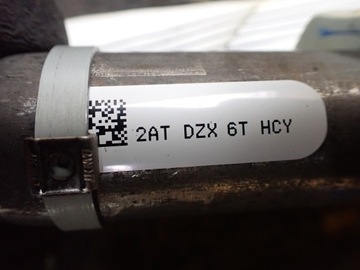 2AT DZX 6T HCY